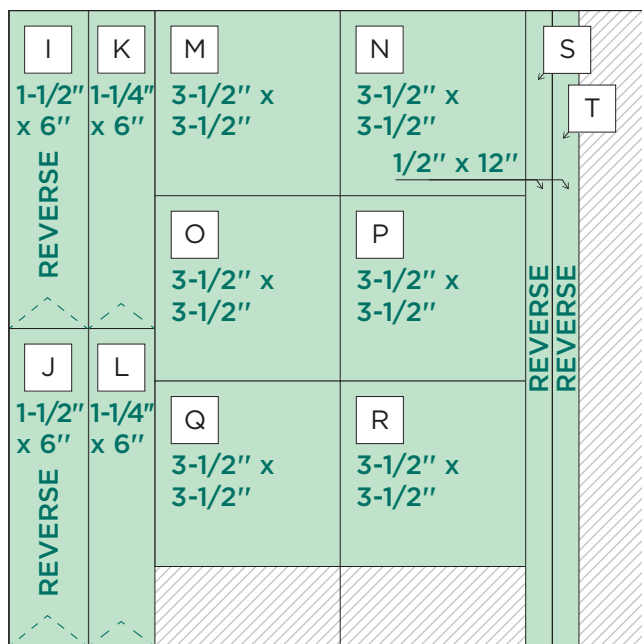 I
1-1/2"
x 6"
REVERSE
K
1-1/4"
x 6"
M
3-1/2" x
3-1/2"
N
3-1/2" x
3-1/2"
S
T
1/2" x 12"
REVERSE
REVERSE
O
3-1/2" x
3-1/2"
P
3-1/2" x
3-1/2"
J
1-1/2"
x 6"
REVERSE
L
1-1/4"
x 6"
Q
3-1/2" x
3-1/2"
R
3-1/2" x
3-1/2"